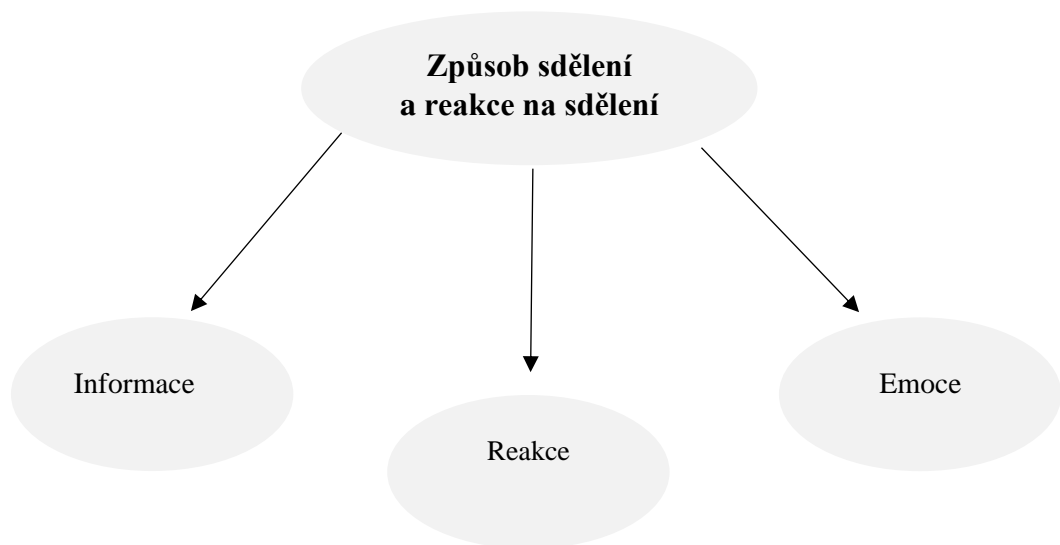 Způsob sdělení
a reakce na sdělení
Informace
Reakce
Emoce